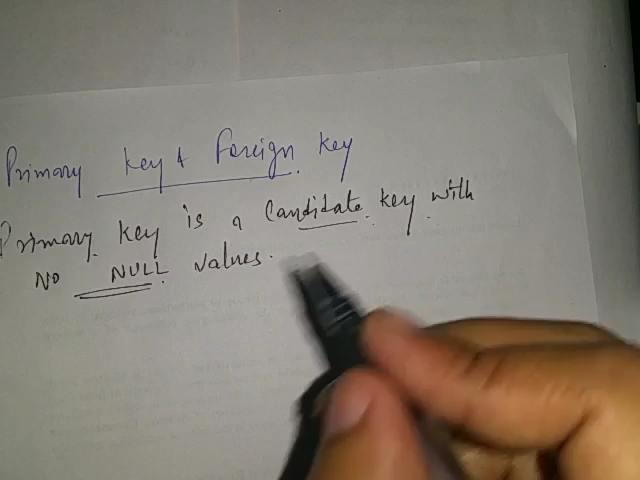 Primary key & Foreign key
Primary key is a Candidate key with
No NULL values.